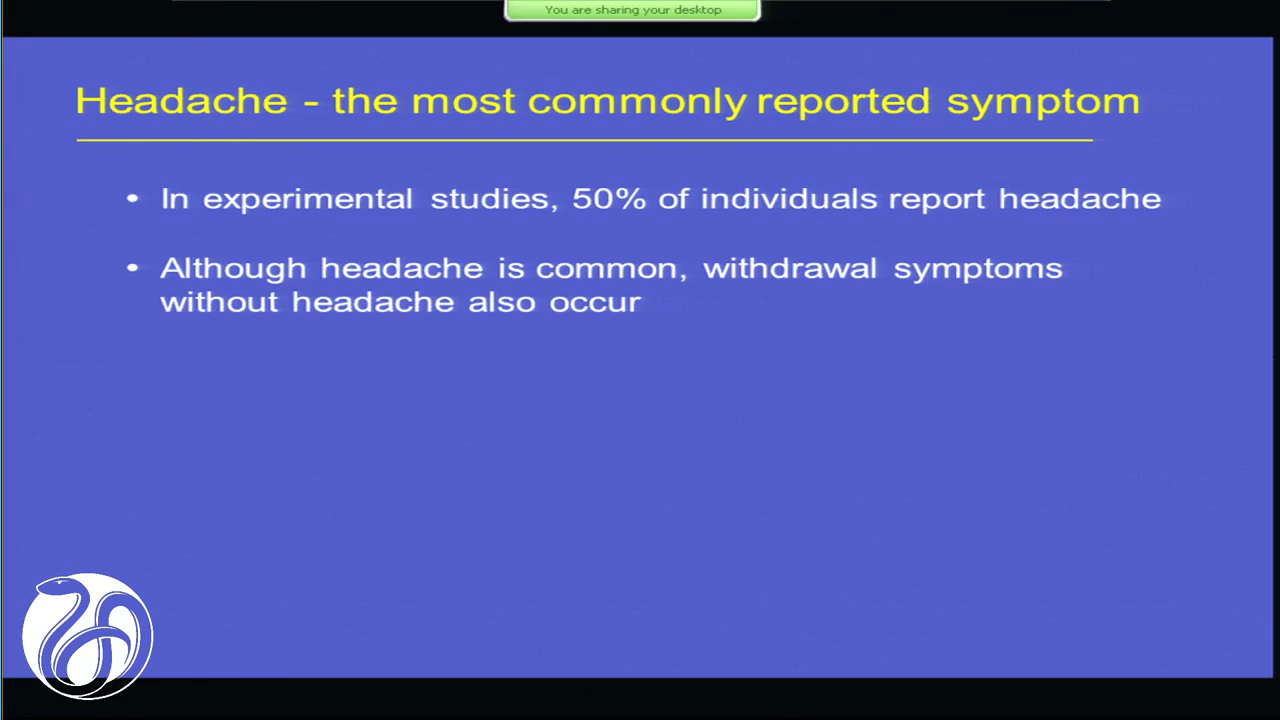 You are sharing your desktop
Headache - the most commonly reported symptom
• In experimental studies, 50% of individuals report headache
• Although headache is common, withdrawal symptoms
without headache also occur